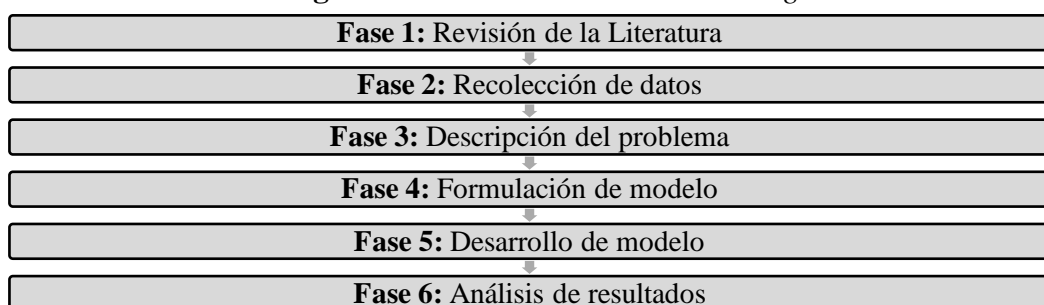 Fase 1: Revisión de la Literatura
Fase 2: Recolección de datos
Fase 3: Descripción del problema
Fase 4: Formulación de modelo
Fase 5: Desarrollo de modelo
Fase 6: Análisis de resultados